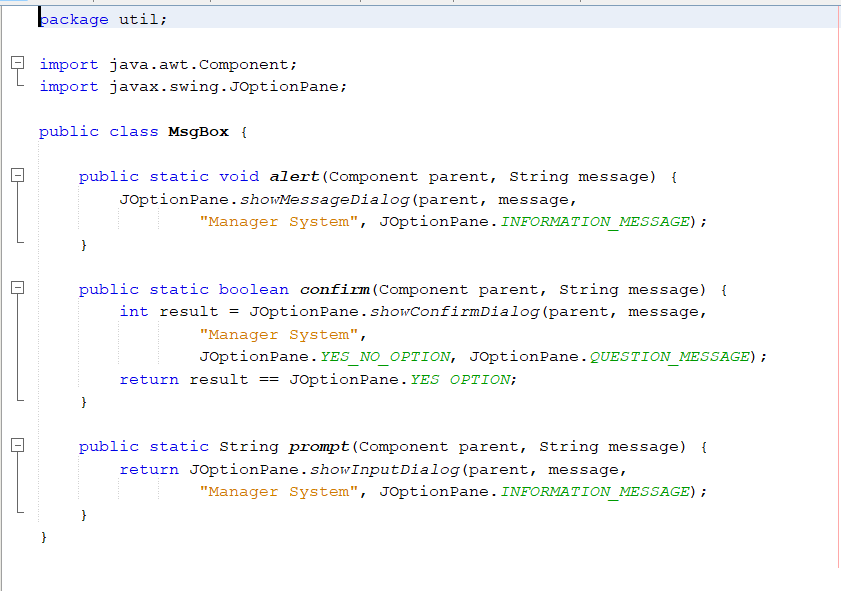 package util;
import java.awt.Component;
import javax.swing.JOptionPane;
public class MsgBox {
    public static void alert(Component parent, String message) {
        JOptionPane.showMessageDialog(parent, message,
                "Manager System", JOptionPane.INFORMATION_MESSAGE);
    }
    public static boolean confirm(Component parent, String message) {
        int result = JOptionPane.showConfirmDialog(parent, message,
                "Manager System",
                JOptionPane.YES_NO_OPTION, JOptionPane.QUESTION_MESSAGE);
        return result == JOptionPane.YES_OPTION;
    }
    public static String prompt(Component parent, String message) {
        return JOptionPane.showInputDialog(parent, message,
                "Manager System", JOptionPane.INFORMATION_MESSAGE);
    }
}